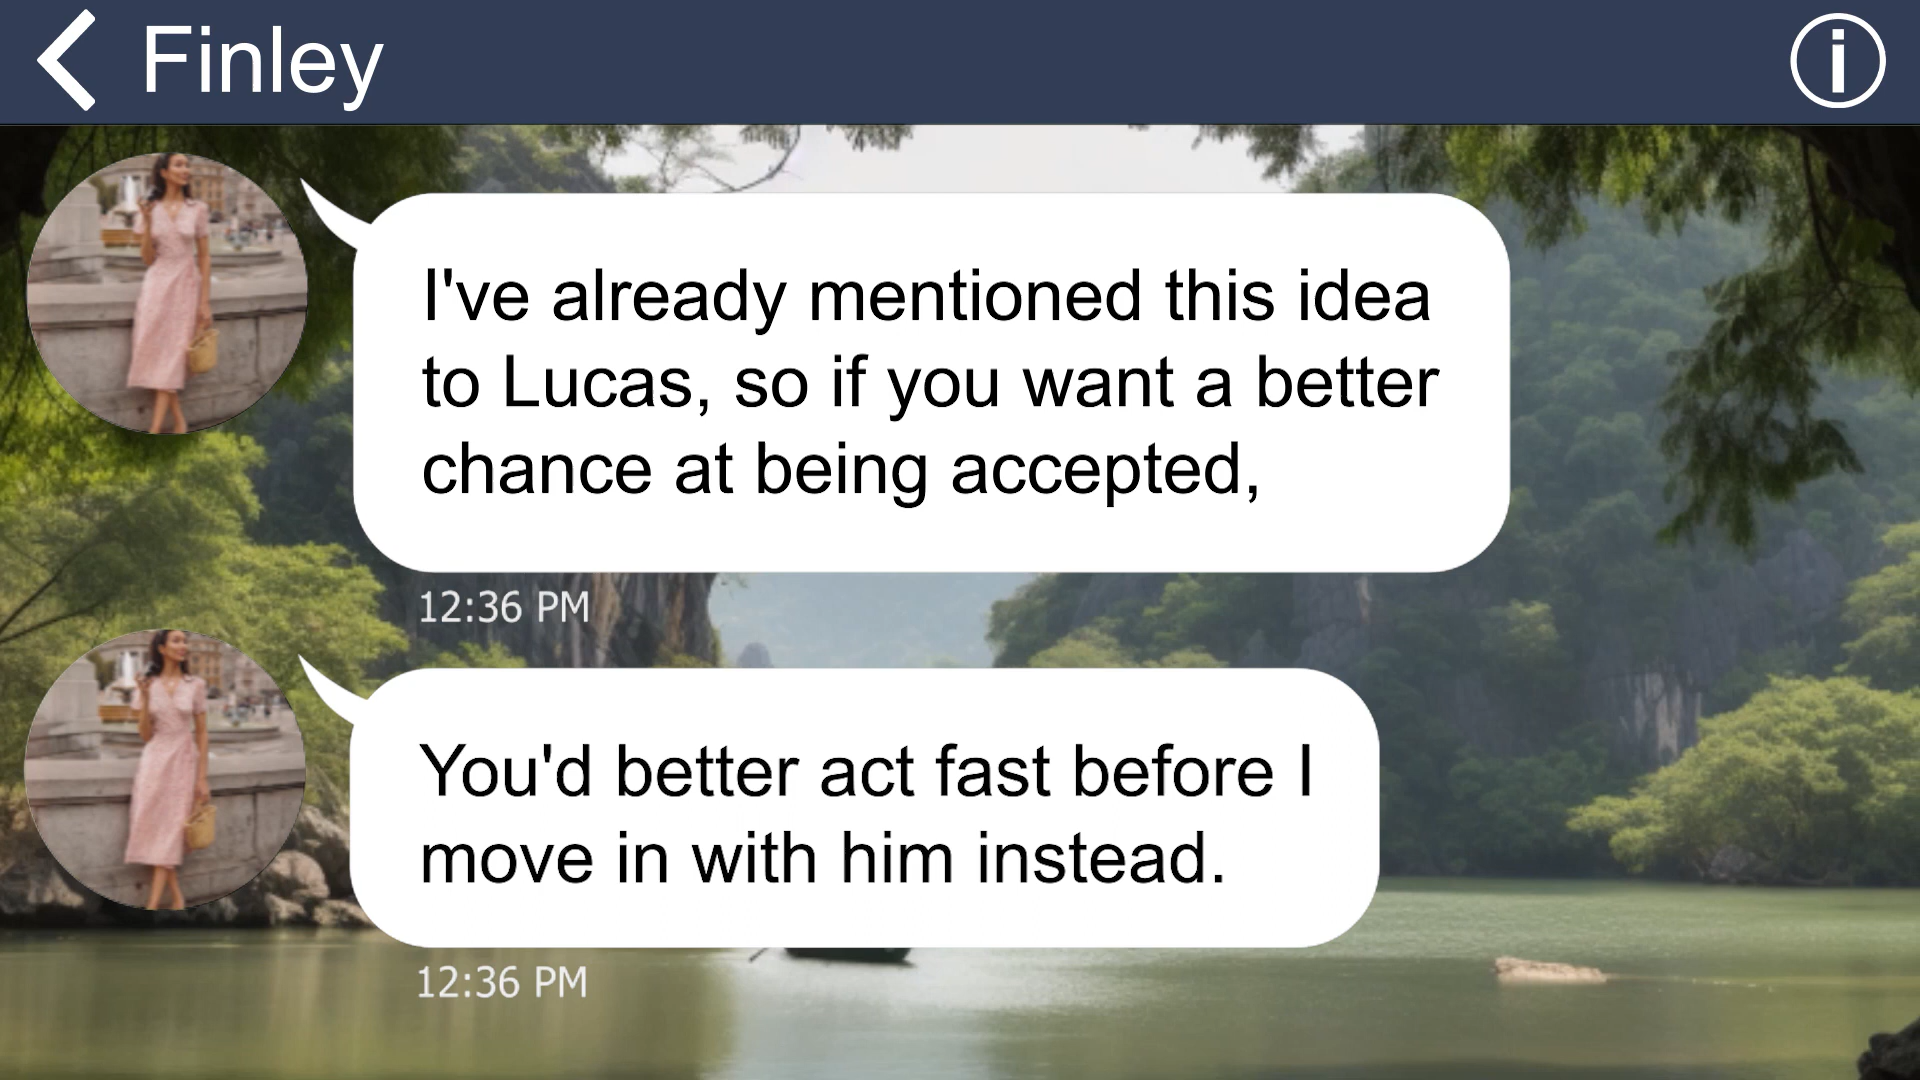 Finley
I've already mentioned this idea
to Lucas, so if you want a better
chance at being accepted,
12:36 PM
You'd better act fast before I
move in with him instead.
12:36 PM